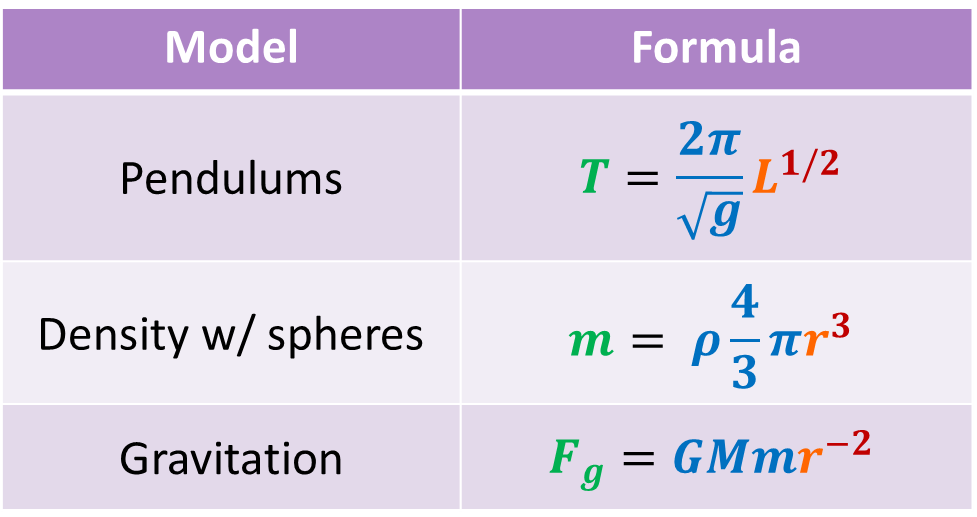 Model Formula
Pendulums T = 2π/√g L^1/2
Density w/ spheres m = ρ 4/3 πr^3
Gravitation F_g = GMmr^−2